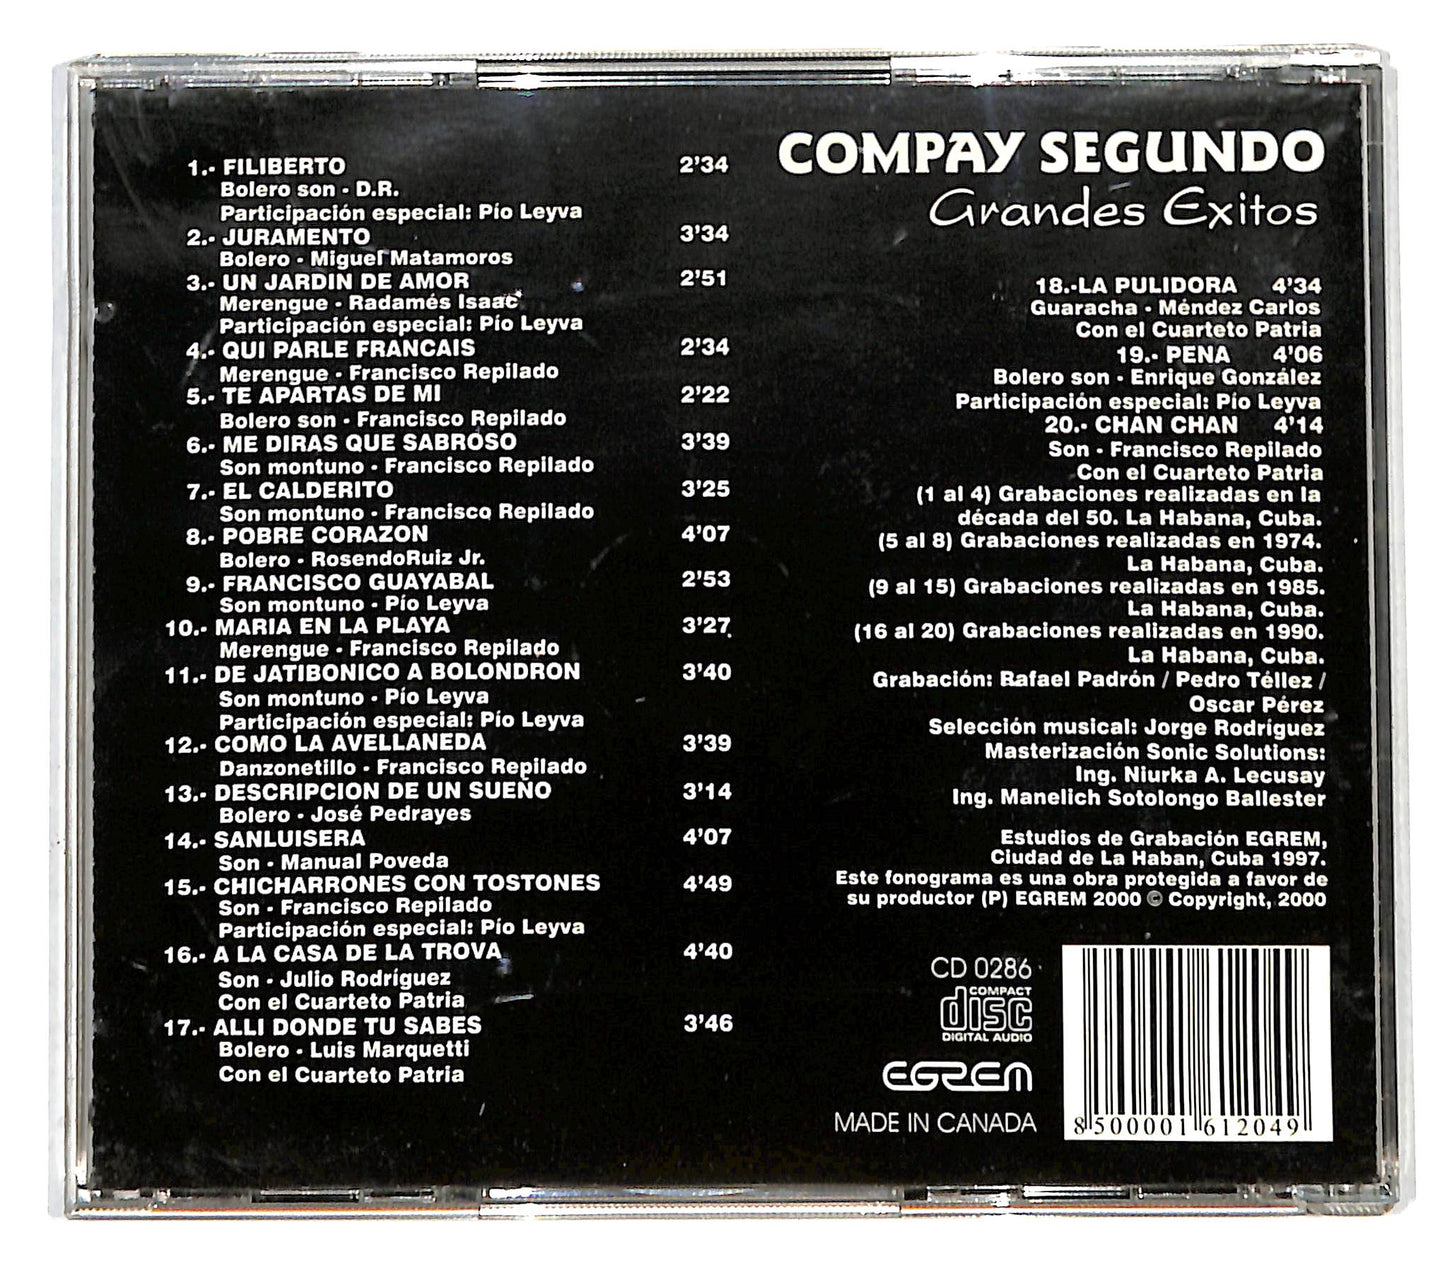 COMPAY SEGUNDO
Grandes Exitos
1.- FILIBERTO 2'34
Bolero son - D.R.
Participación especial: Pío Leyva
2.- JURAMENTO 3'34
Bolero - Miguel Matamoros
3.- UN JARDIN DE AMOR 2'51
Merengue - Radamés Isaac
Participación especial: Pío Leyva
4.- QUI PARLE FRANCAIS 2'34
Merengue - Francisco Repilado
5.- TE APARTAS DE MI 2'22
Bolero son - Francisco Repilado
6.- ME DIRAS QUE SABROSO 3'39
Son montuno - Francisco Repilado
7.- EL CALDERITO 3'25
Son montuno - Francisco Repilado
8.- POBRE CORAZON 4'07
Bolero - RosendoRuiz Jr.
9.- FRANCISCO GUAYABAL 2'53
Son montuno - Pío Leyva
10.- MARIA EN LA PLAYA 3'27
Merengue - Francisco Repilado
11.- DE JATIBONICO A BOLONDRON 3'40
Son montuno - Pío Leyva
Participación especial: Pío Leyva
12.- COMO LA AVELLANEDA 3'39
Danzonetillo - Francisco Repilado
13.- DESCRIPCION DE UN SUEÑO 3'14
Bolero - José Pedrayes
14.- SANLUISERA 4'07
Son - Manual Poveda
15.- CHICHARRONES CON TOSTONES 4'49
Son - Francisco Repilado
Participación especial: Pío Leyva
16.- A LA CASA DE LA TROVA 4'40
Son - Julio Rodríguez
Con el Cuarteto Patria
17.- ALLI DONDE TU SABES 3'46
Bolero - Luis Marquetti
Con el Cuarteto Patria
18.-LA PULIDORA 4'34
Guaracha - Méndez Carlos
Con el Cuarteto Patria
19.- PENA 4'06
Bolero son - Enrique González
Participación especial: Pío Leyva
20.- CHAN CHAN 4'14
Son - Francisco Repilado
Con el Cuarteto Patria
(1 al 4) Grabaciones realizadas en la
década del 50. La Habana, Cuba.
(5 al 8) Grabaciones realizadas en 1974.
La Habana, Cuba.
(9 al 15) Grabaciones realizadas en 1985.
La Habana, Cuba.
(16 al 20) Grabaciones realizadas en 1990.
La Habana, Cuba.
Grabación: Rafael Padrón / Pedro Téllez /
Oscar Pérez
Selección musical: Jorge Rodríguez
Masterización Sonic Solutions:
Ing. Niurka A. Lecusay
Ing. Manelich Sotolongo Ballester
Estudios de Grabación EGREM,
Ciudad de La Haban, Cuba 1997.
Este fonograma es una obra protegida a favor de
su productor (P) EGREM 2000 © Copyright, 2000
CD 0286
COMPACT
disc
DIGITAL AUDIO
EGREM
MADE IN CANADA
8 500001 612049